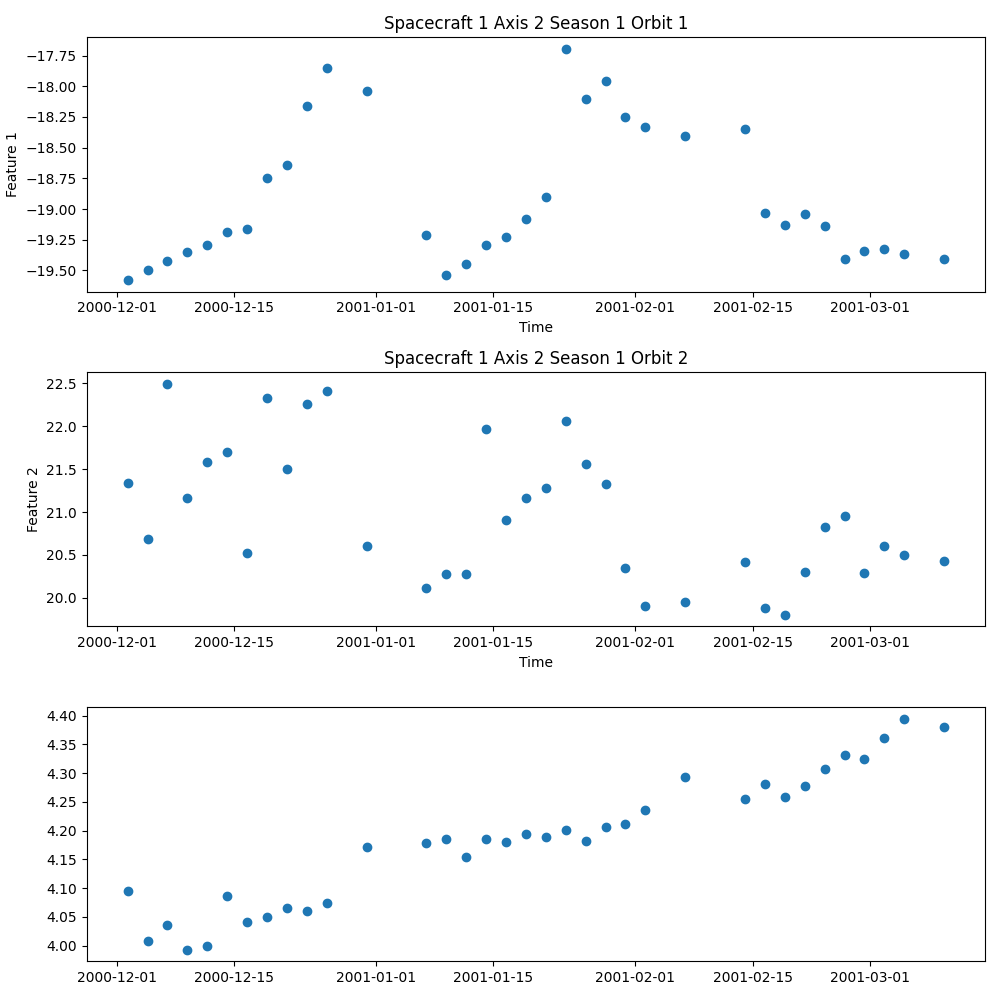 Spacecraft 1 Axis 2 Season 1 Orbit 1
−17.75
−18.00
−18.25
−18.50
−18.75
−19.00
−19.25
−19.50
Feature 1
2000-12-01 2000-12-15 2001-01-01 2001-01-15 2001-02-01 2001-02-15 2001-03-01
Time
Spacecraft 1 Axis 2 Season 1 Orbit 2
22.5
22.0
21.5
21.0
20.5
20.0
Feature 2
2000-12-01 2000-12-15 2001-01-01 2001-01-15 2001-02-01 2001-02-15 2001-03-01
Time
4.40
4.35
4.30
4.25
4.20
4.15
4.10
4.05
4.00
2000-12-01 2000-12-15 2001-01-01 2001-01-15 2001-02-01 2001-02-15 2001-03-01